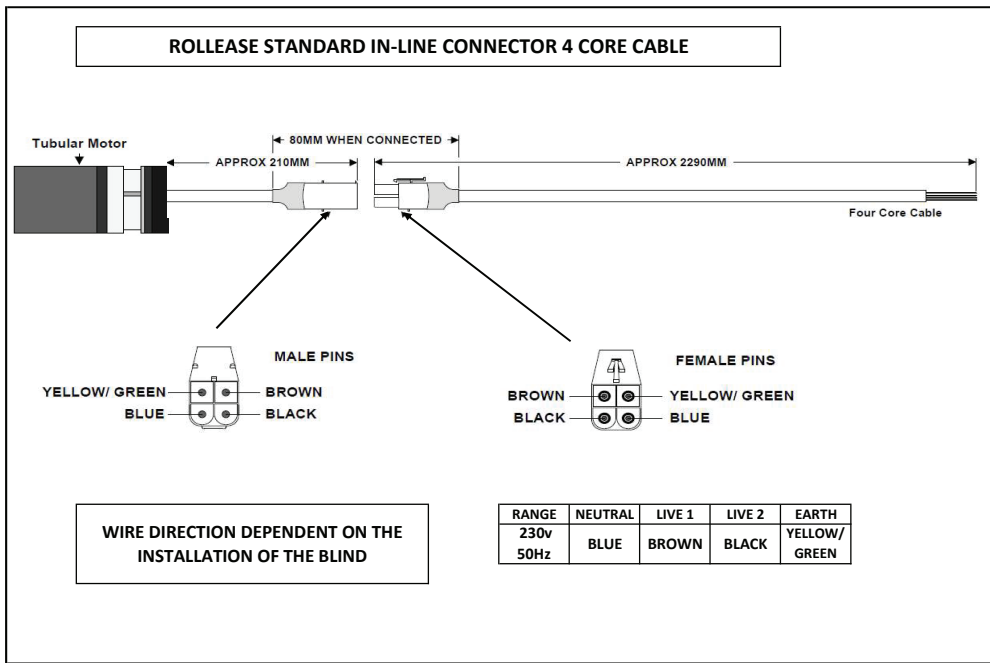 ROLLEASE STANDARD IN-LINE CONNECTOR 4 CORE CABLE
80MM WHEN CONNECTED
Tubular Motor
APPROX 210MM
APPROX 2290MM
Four Core Cable
MALE PINS
YELLOW/ GREEN
BROWN
BLUE
BLACK
FEMALE PINS
BROWN
YELLOW/ GREEN
BLACK
BLUE
WIRE DIRECTION DEPENDENT ON THE
INSTALLATION OF THE BLIND
RANGE NEUTRAL LIVE 1 LIVE 2 EARTH
230v
50Hz
BLUE
BROWN
BLACK
YELLOW/
GREEN